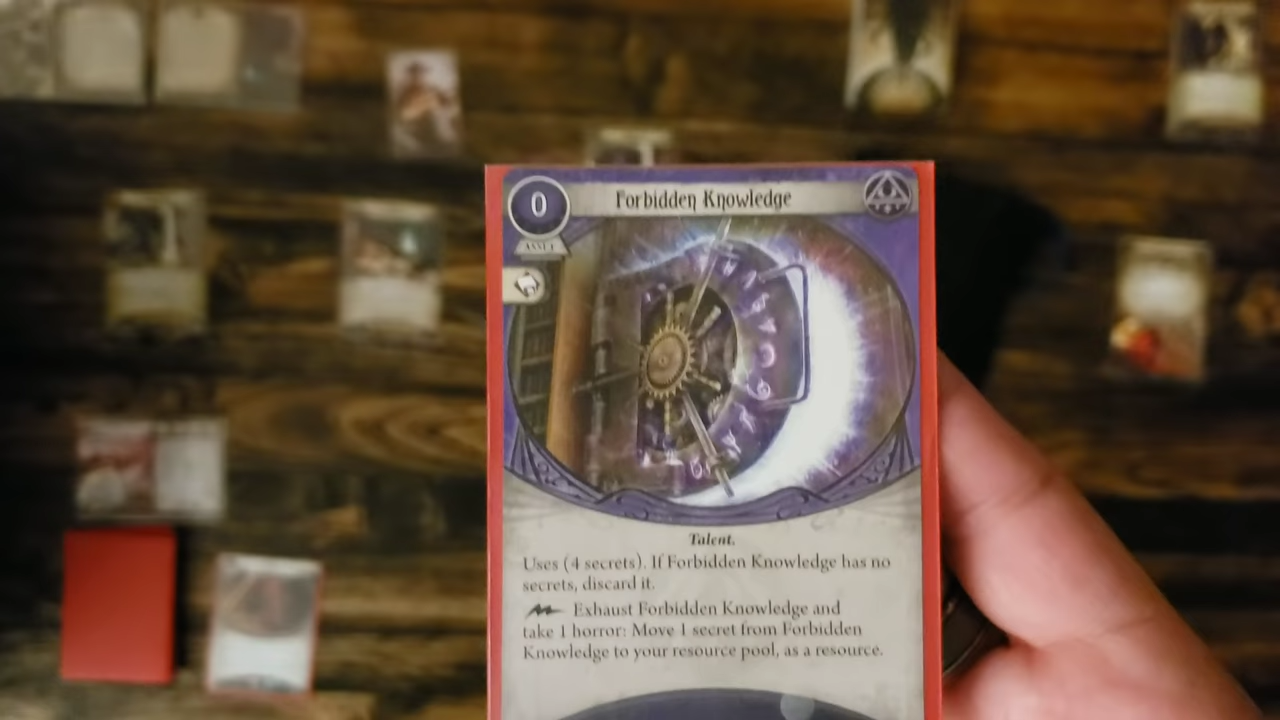 Forbidden Knowledge
0
ASSET
Talent.
Uses (4 secrets). If Forbidden Knowledge has no
secrets, discard it.
Exhaust Forbidden Knowledge and
take 1 horror: Move 1 secret from Forbidden
Knowledge to your resource pool, as a resource.